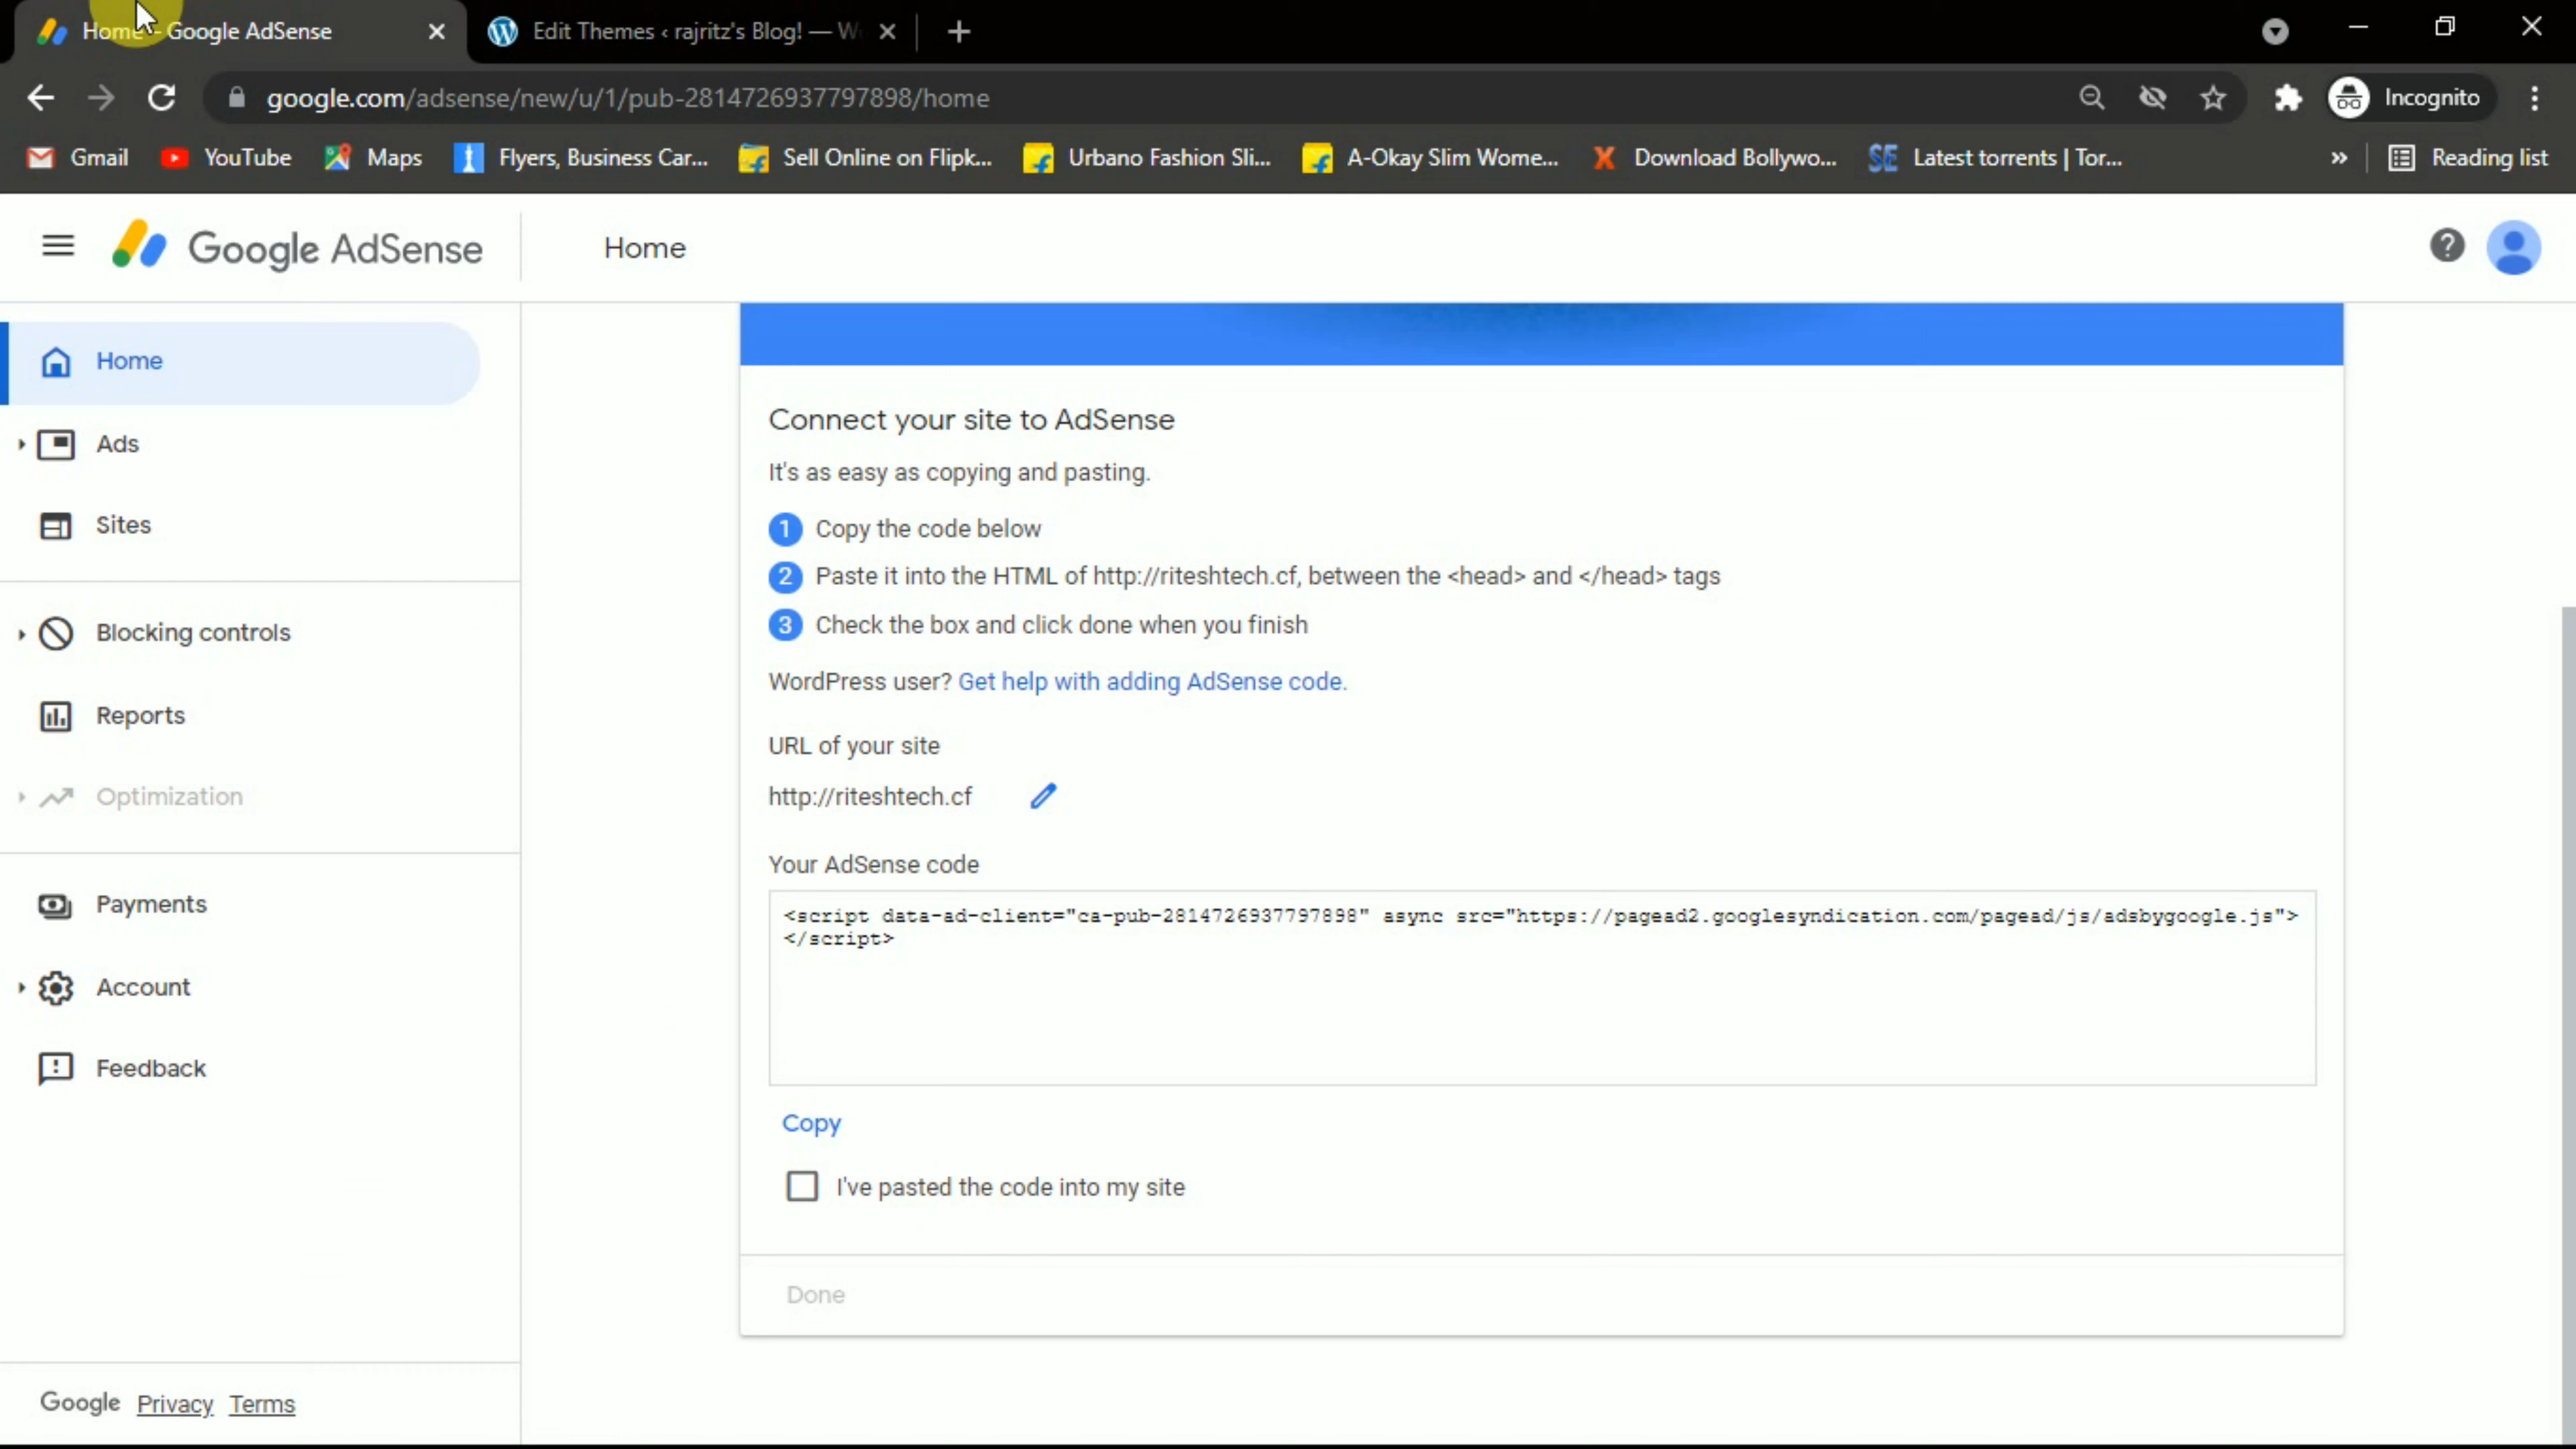 Home - Google AdSense
Edit Themes ‹ rajritz's Blog! — W
google.com/adsense/new/u/1/pub-2814726937797898/home
Incognito
Gmail
YouTube
Maps
Flyers, Business Car...
Sell Online on Flipk...
Urbano Fashion Sli...
A-Okay Slim Wome...
Download Bollywo...
Latest torrents | Tor...
»
Reading list
Google AdSense
Home
Home
Ads
Sites
Blocking controls
Reports
Optimization
Payments
Account
Feedback
Google Privacy Terms
Connect your site to AdSense
It's as easy as copying and pasting.
1 Copy the code below
2 Paste it into the HTML of http://riteshtech.cf, between the <head> and </head> tags
3 Check the box and click done when you finish
WordPress user? Get help with adding AdSense code.
URL of your site
http://riteshtech.cf
Your AdSense code
<script data-ad-client="ca-pub-2814726937797898" async src="https://pagead2.googlesyndication.com/pagead/js/adsbygoogle.js">
</script>
Copy
I've pasted the code into my site
Done